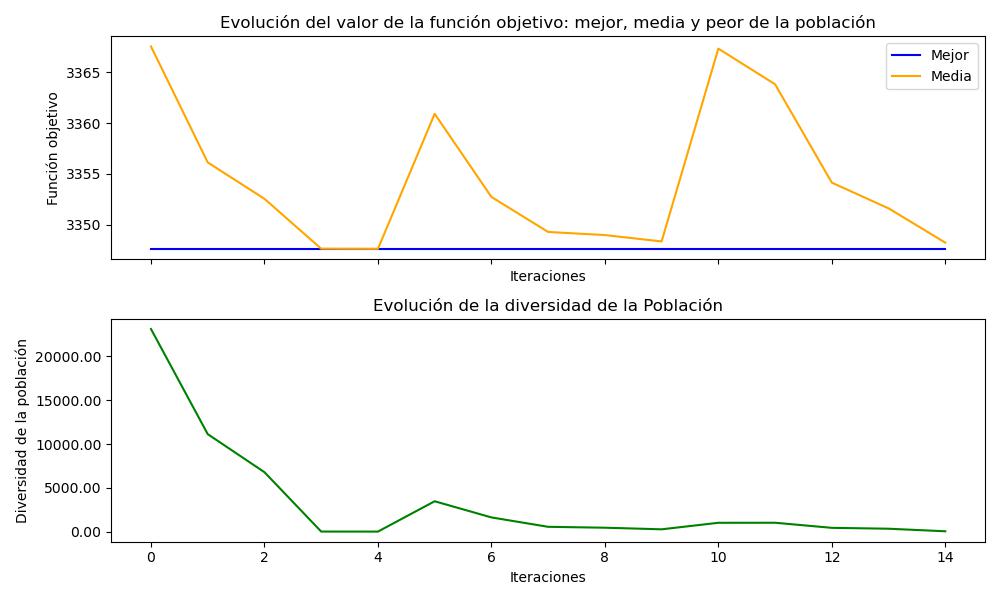 Evolución del valor de la función objetivo: mejor, media y peor de la población
Función objetivo
3365
3360
3355
3350
Mejor
Media
Iteraciones
Evolución de la diversidad de la Población
Diversidad de la población
20000.00
15000.00
10000.00
5000.00
0.00
0 2 4 6 8 10 12 14
Iteraciones